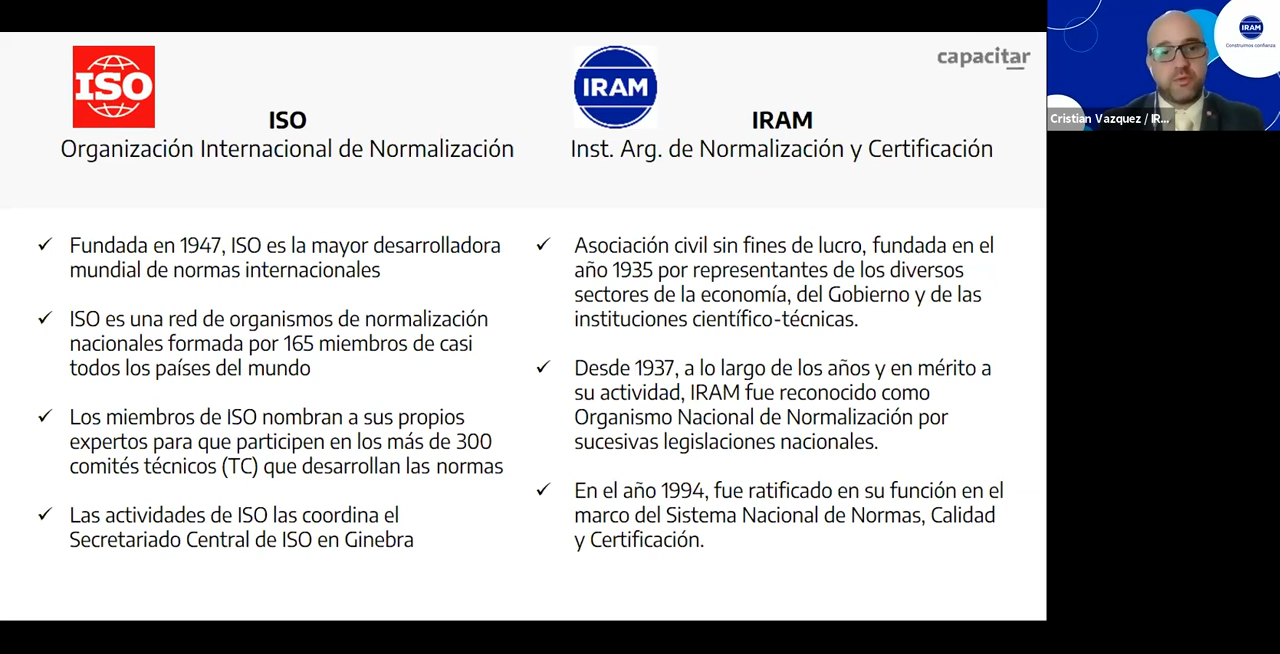 ISO
ISO
Organización Internacional de Normalización
IRAM
IRAM
Inst. Arg. de Normalización y Certificación
capacitar
Fundada en 1947, ISO es la mayor desarrolladora
mundial de normas internacionales
ISO es una red de organismos de normalización
nacionales formada por 165 miembros de casi
todos los países del mundo
Los miembros de ISO nombran a sus propios
expertos para que participen en los más de 300
comités técnicos (TC) que desarrollan las normas
Las actividades de ISO las coordina el
Secretariado Central de ISO en Ginebra
Asociación civil sin fines de lucro, fundada en el
año 1935 por representantes de los diversos
sectores de la economía, del Gobierno y de las
instituciones científico-técnicas.
Desde 1937, a lo largo de los años y en mérito a
su actividad, IRAM fue reconocido como
Organismo Nacional de Normalización por
sucesivas legislaciones nacionales.
En el año 1994, fue ratificado en su función en el
marco del Sistema Nacional de Normas, Calidad
y Certificación.
IRAM
Construimos confianza
Cristian Vazquez / IR...